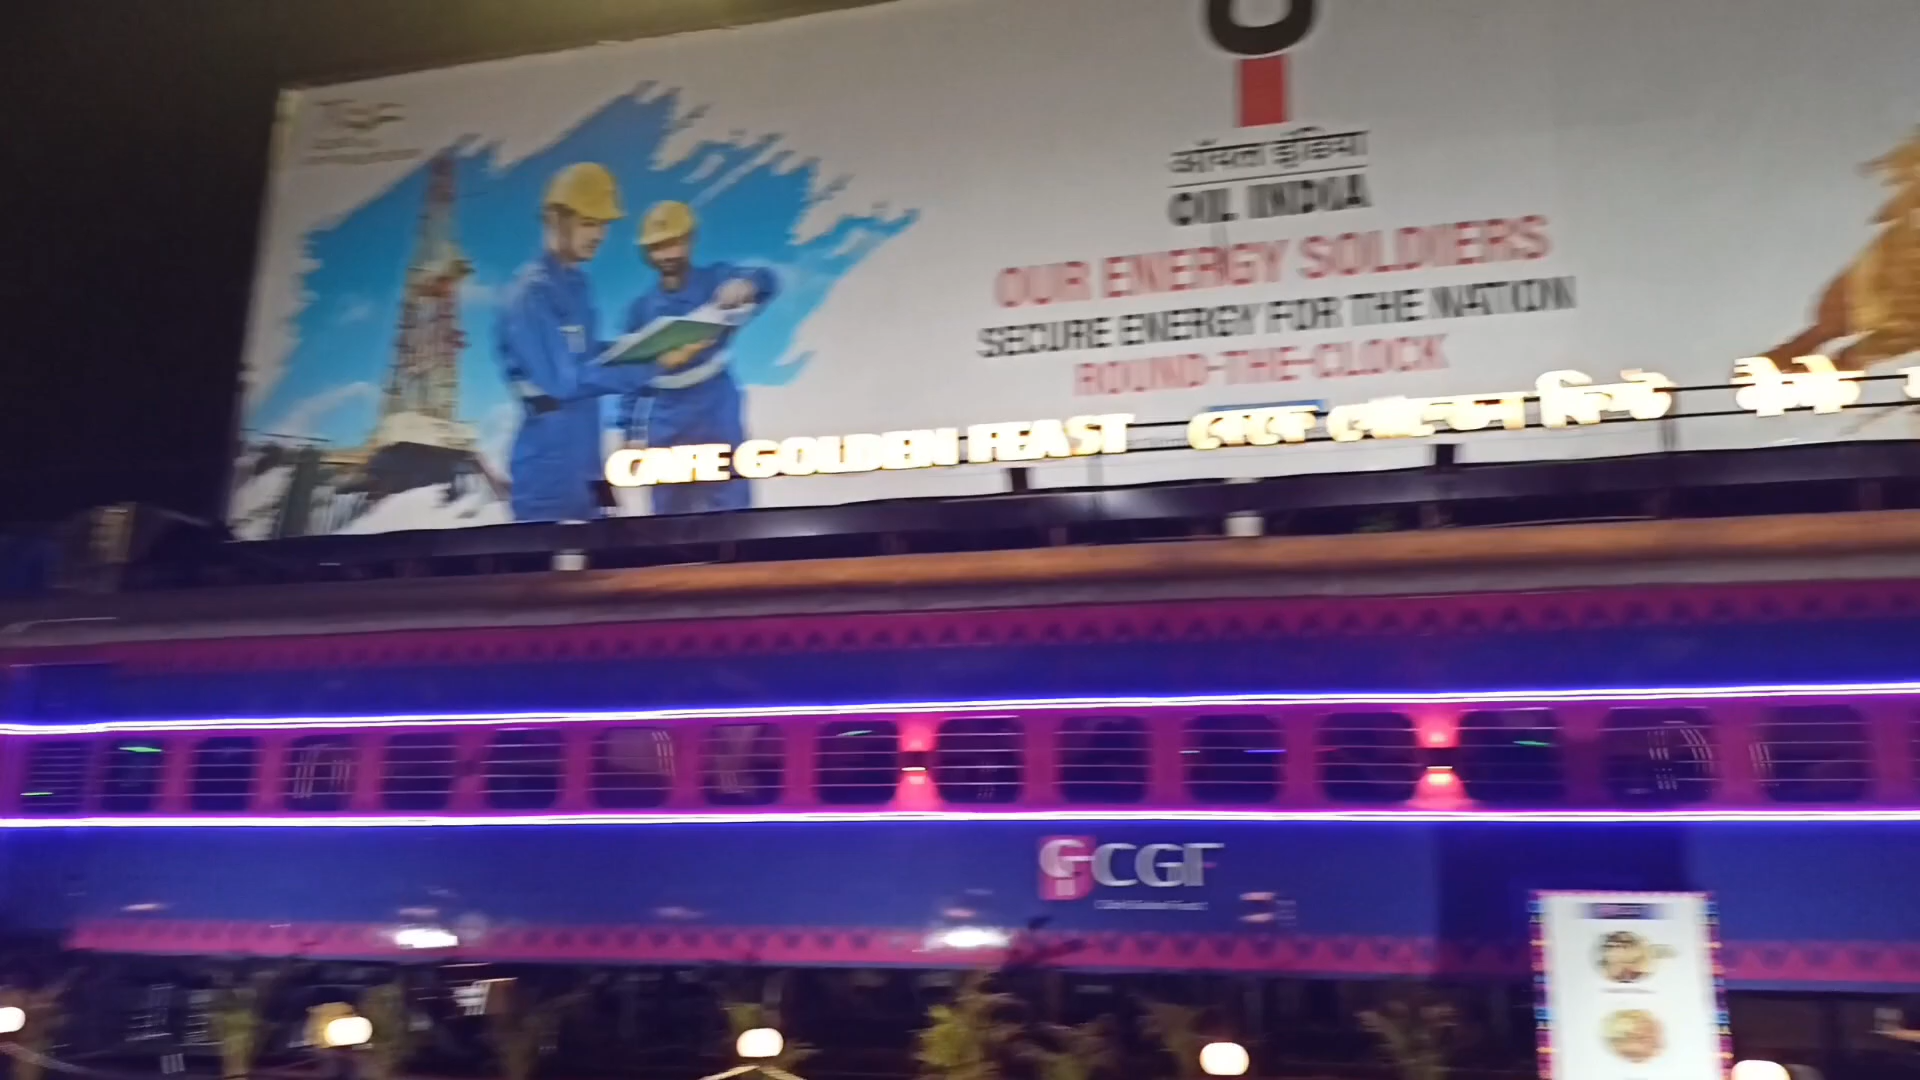 ऑयल इंडिया
OIL INDIA
OUR ENERGY SOLDIERS
SECURE ENERGY FOR THE NATION
ROUND-THE-CLOCK
CAFE GOLDEN FEAST
CGF